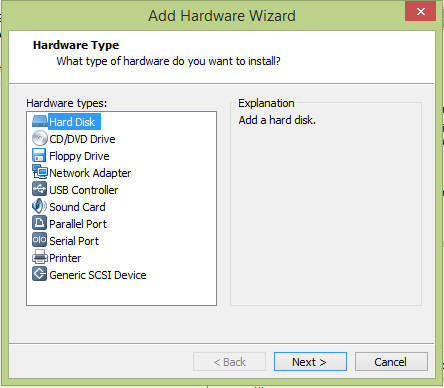 Add Hardware Wizard
Hardware Type
What type of hardware do you want to install?
Hardware types:
Hard Disk
CD/DVD Drive
Floppy Drive
Network Adapter
USB Controller
Sound Card
Parallel Port
Serial Port
Printer
Generic SCSI Device
Explanation
Add a hard disk.
< Back
Next >
Cancel